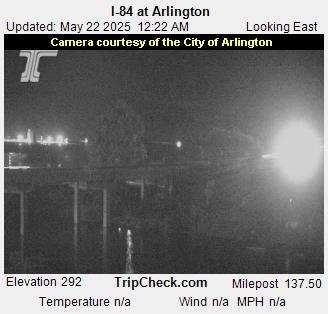 I-84 at Arlington
Updated: May 22 2025 12:22 AM Looking East
Camera courtesy of the City of Arlington
Elevation 292 TripCheck.com Milepost 137.50
Temperature n/a Wind n/a MPH n/a